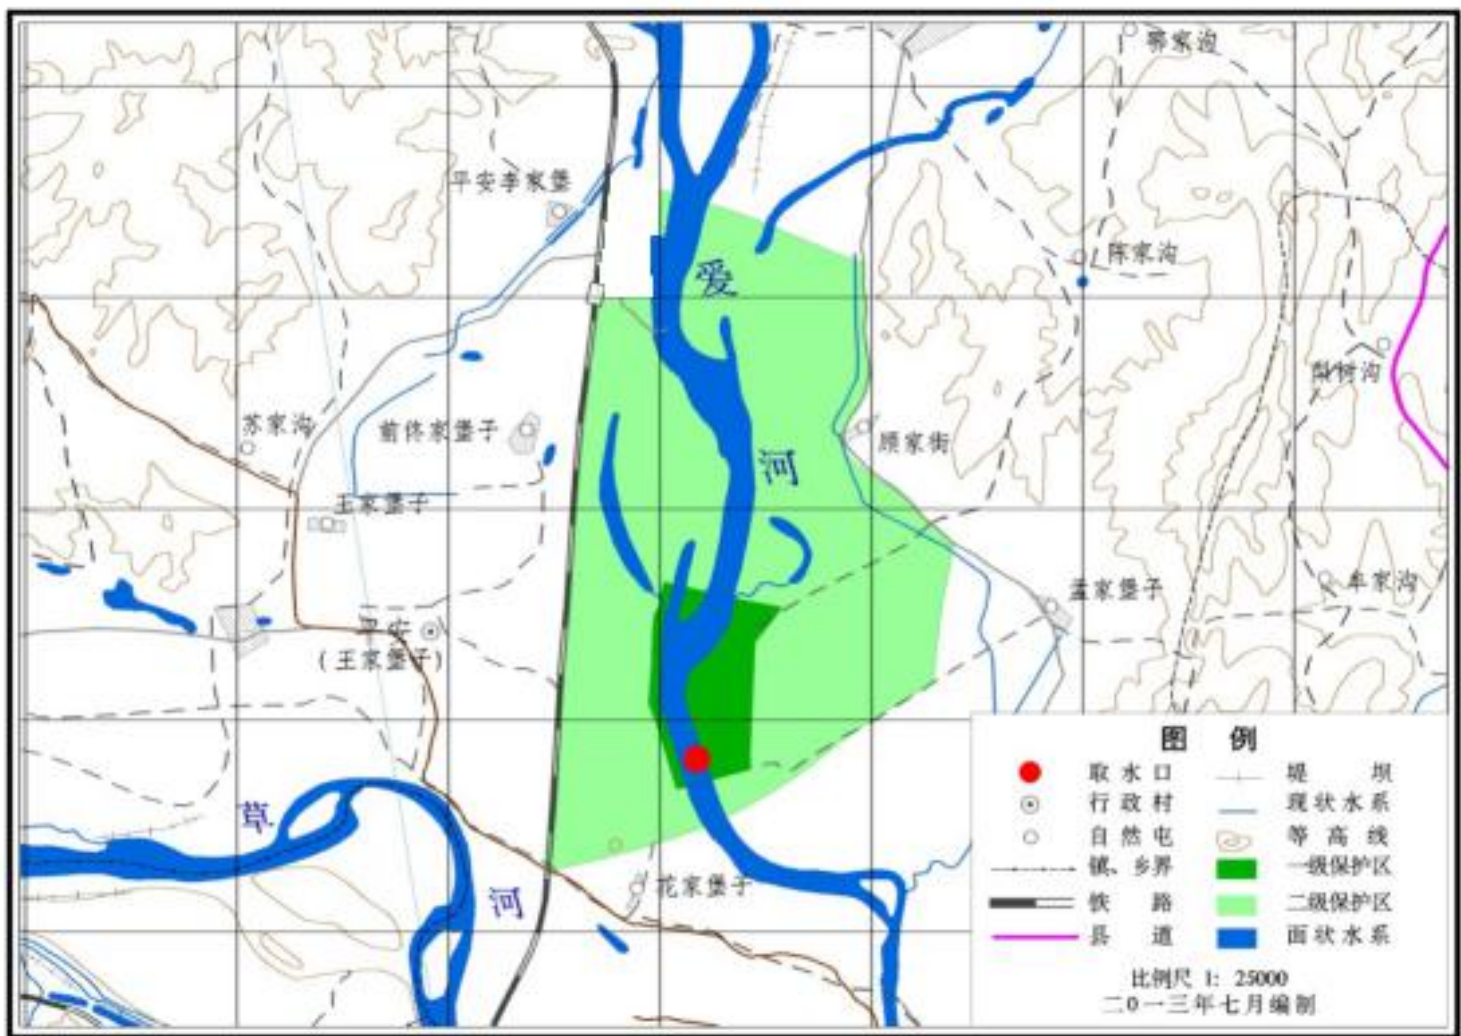 鄂家沟
平安李家堡
陈家沟
爱
梨树沟
苏家沟
前佟家堡子
顾家街
河
王家堡子
孟家堡子
牟家沟
平安
(王家堡子)
草
河
花家堡子
图 例
取水口
堤 坝
行政村
现状水系
自然屯
等高线
镇、乡界
一级保护区
铁 路
二级保护区
县 道
面状水系
比例尺 1: 25000
二0一三年七月编制